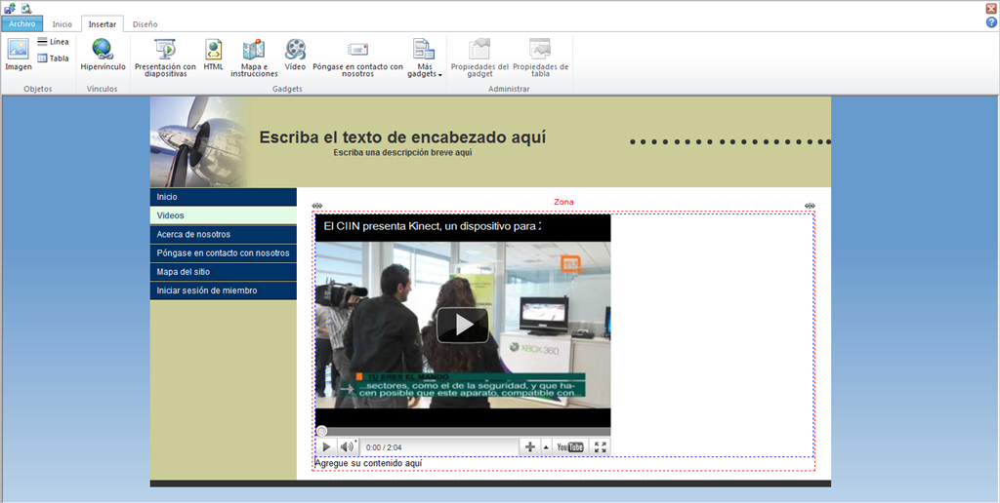 Archivo Inicio Insertar Diseño
Imagen
Línea
Tabla
Hipervínculo
Presentación con
diapositivas
HTML
Mapa e
instrucciones
Vídeo
Póngase en contacto con
nosotros
Más
gadgets
Propiedades del
gadget
Propiedades de
tabla
Objetos Vínculos Gadgets Administrar
Escriba el texto de encabezado aquí
Escriba una descripción breve aquí
Inicio
Videos
Acerca de nosotros
Póngase en contacto con nosotros
Mapa del sitio
Iniciar sesión de miembro
Zona
El CIIN presenta Kinect, un dispositivo para
XBOX 360
TÚ ERES EL MANDO
...sectores, como el de la seguridad, y que ha-
cen posible que este aparato, compatible con...
0:00 / 2:04
YouTube
Agregue su contenido aquí